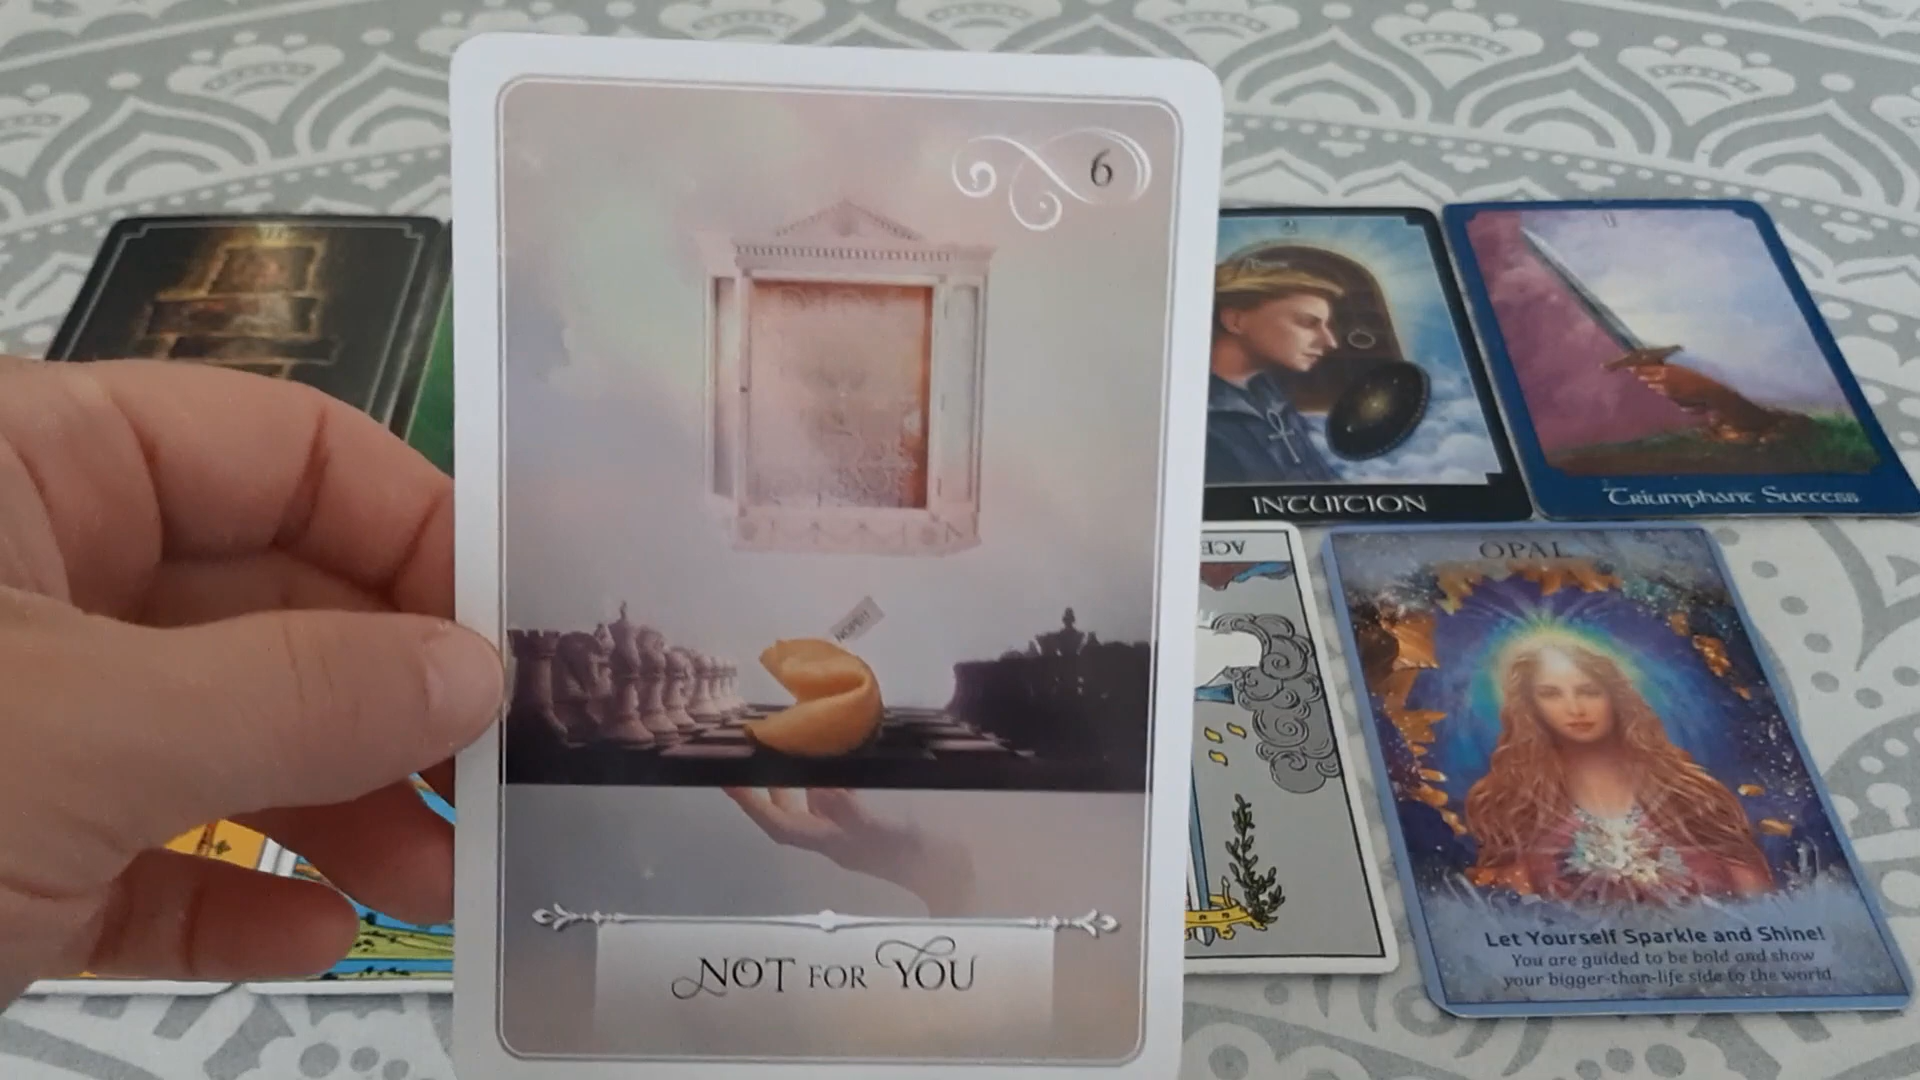 6
NOPE!!
NOT FOR YOU
INTUITION
Triumphant Success
ACE
OPAL
Let Yourself Sparkle and Shine!
You are guided to be bold and show
your bigger-than-life side to the world.